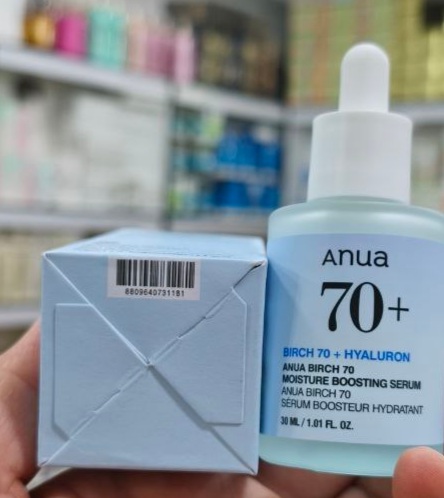 8809640731181
Anua
70+
BIRCH 70 + HYALURON
ANUA BIRCH 70
MOISTURE BOOSTING SERUM
ANUA BIRCH 70
SÉRUM BOOSTEUR HYDRATANT
30 ML / 1.01 FL. OZ.